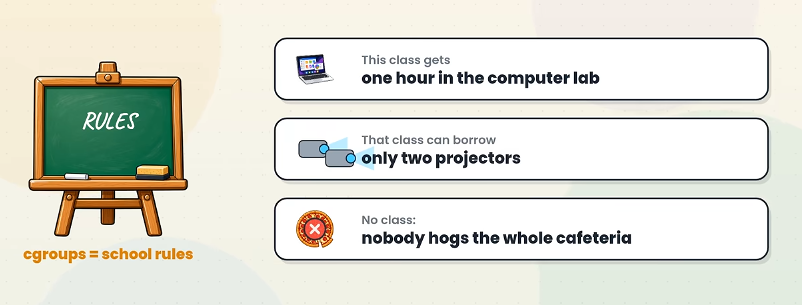 RULES
cgroups = school rules
This class gets
one hour in the computer lab
That class can borrow
only two projectors
No class:
nobody hogs the whole cafeteria